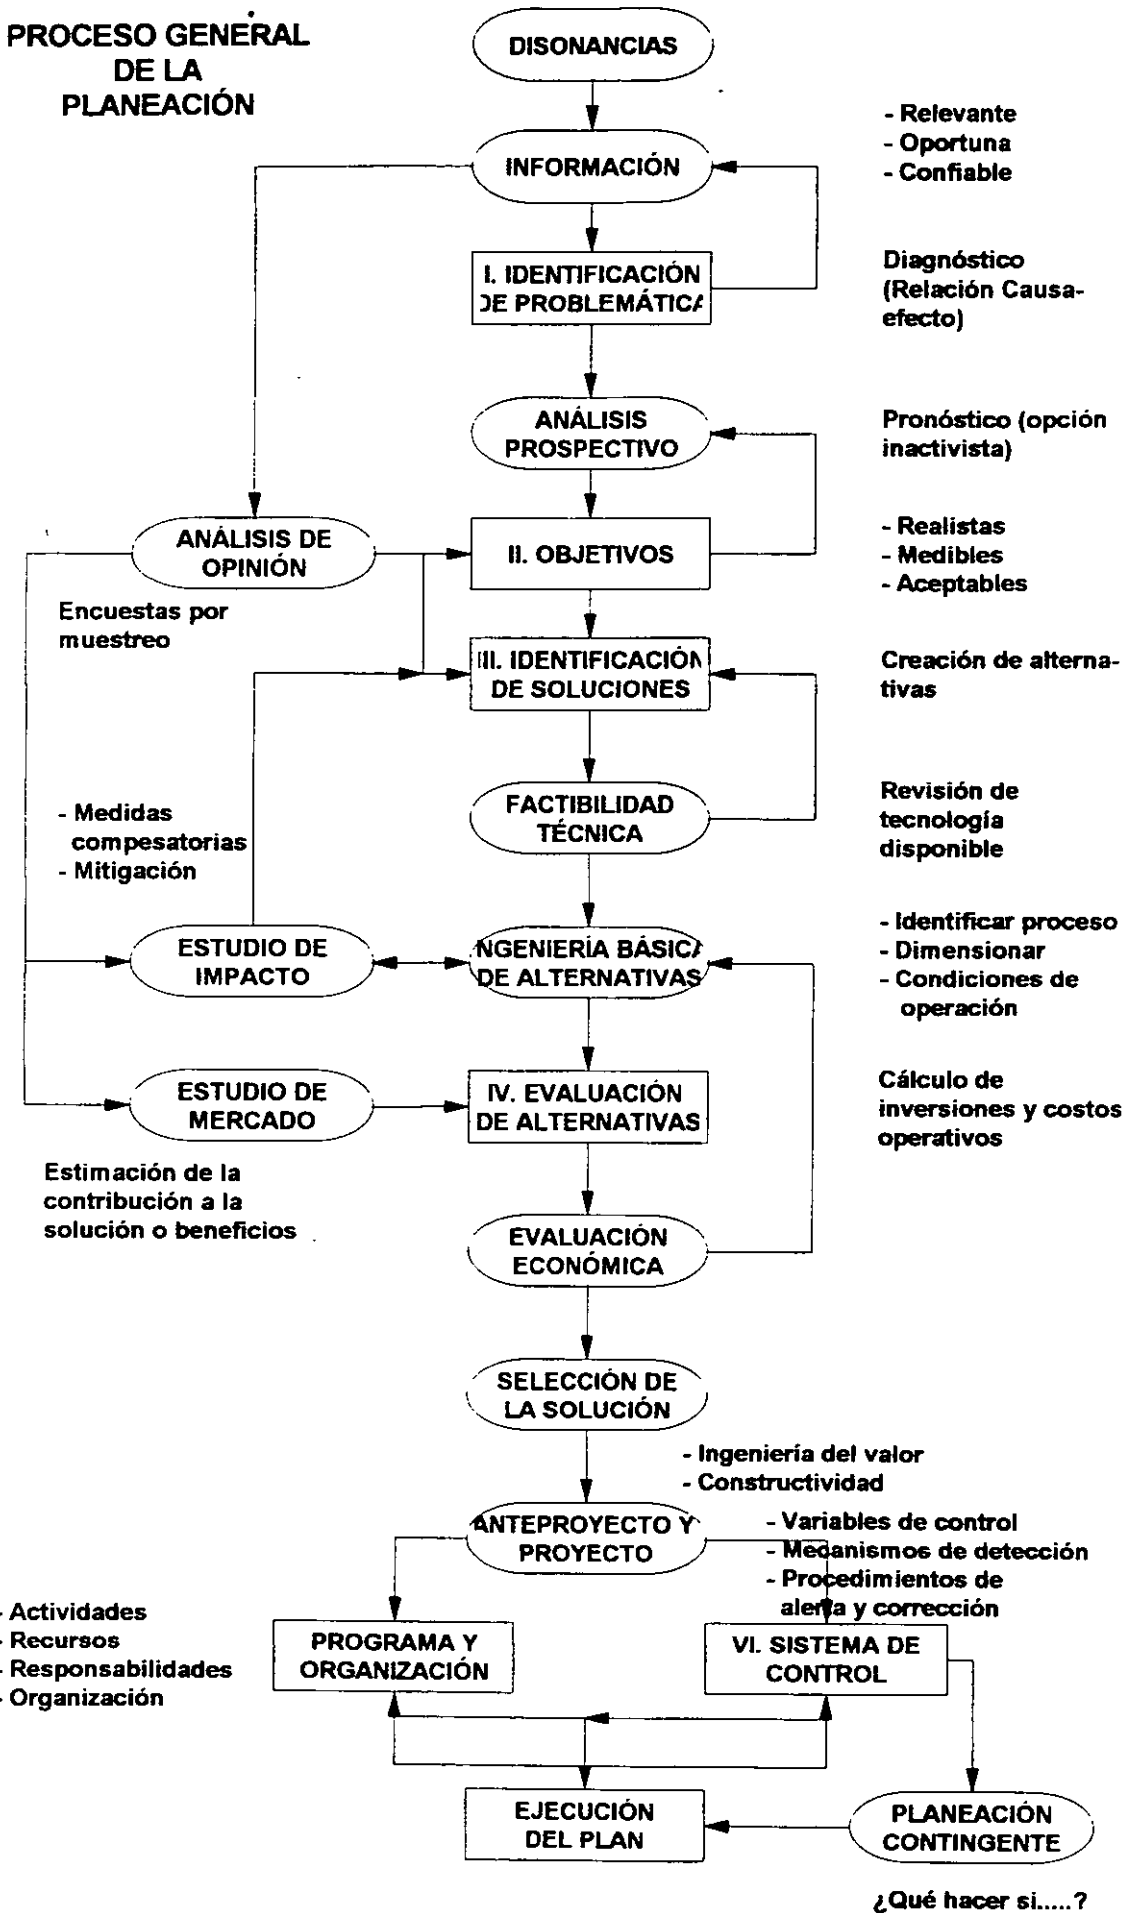 PROCESO GENERAL
DE LA
PLANEACIÓN
DISONANCIAS
- Relevante
- Oportuna
- Confiable
INFORMACIÓN
I. IDENTIFICACIÓN
DE PROBLEMÁTICA
Diagnóstico
(Relación Causa-
efecto)
ANÁLISIS
PROSPECTIVO
Pronóstico (opción
inactivista)
ANÁLISIS DE
OPINIÓN
Encuestas por
muestreo
II. OBJETIVOS
- Realistas
- Medibles
- Aceptables
III. IDENTIFICACIÓN
DE SOLUCIONES
Creación de alterna-
tivas
FACTIBILIDAD
TÉCNICA
Revisión de
tecnología
disponible
- Medidas
compesatorias
- Mitigación
ESTUDIO DE
IMPACTO
NGENIERÍA BÁSICA
DE ALTERNATIVAS
- Identificar proceso
- Dimensionar
- Condiciones de
operación
ESTUDIO DE
MERCADO
IV. EVALUACIÓN
DE ALTERNATIVAS
Cálculo de
inversiones y costos
operativos
Estimación de la
contribución a la
solución o beneficios
EVALUACIÓN
ECONÓMICA
SELECCIÓN DE
LA SOLUCIÓN
- Ingeniería del valor
- Constructividad
ANTEPROYECTO Y
PROYECTO
- Variables de control
- Mecanismos de detección
- Procedimientos de
alerta y corrección
- Actividades
- Recursos
- Responsabilidades
- Organización
PROGRAMA Y
ORGANIZACIÓN
VI. SISTEMA DE
CONTROL
EJECUCIÓN
DEL PLAN
PLANEACIÓN
CONTINGENTE
¿Qué hacer si.....?